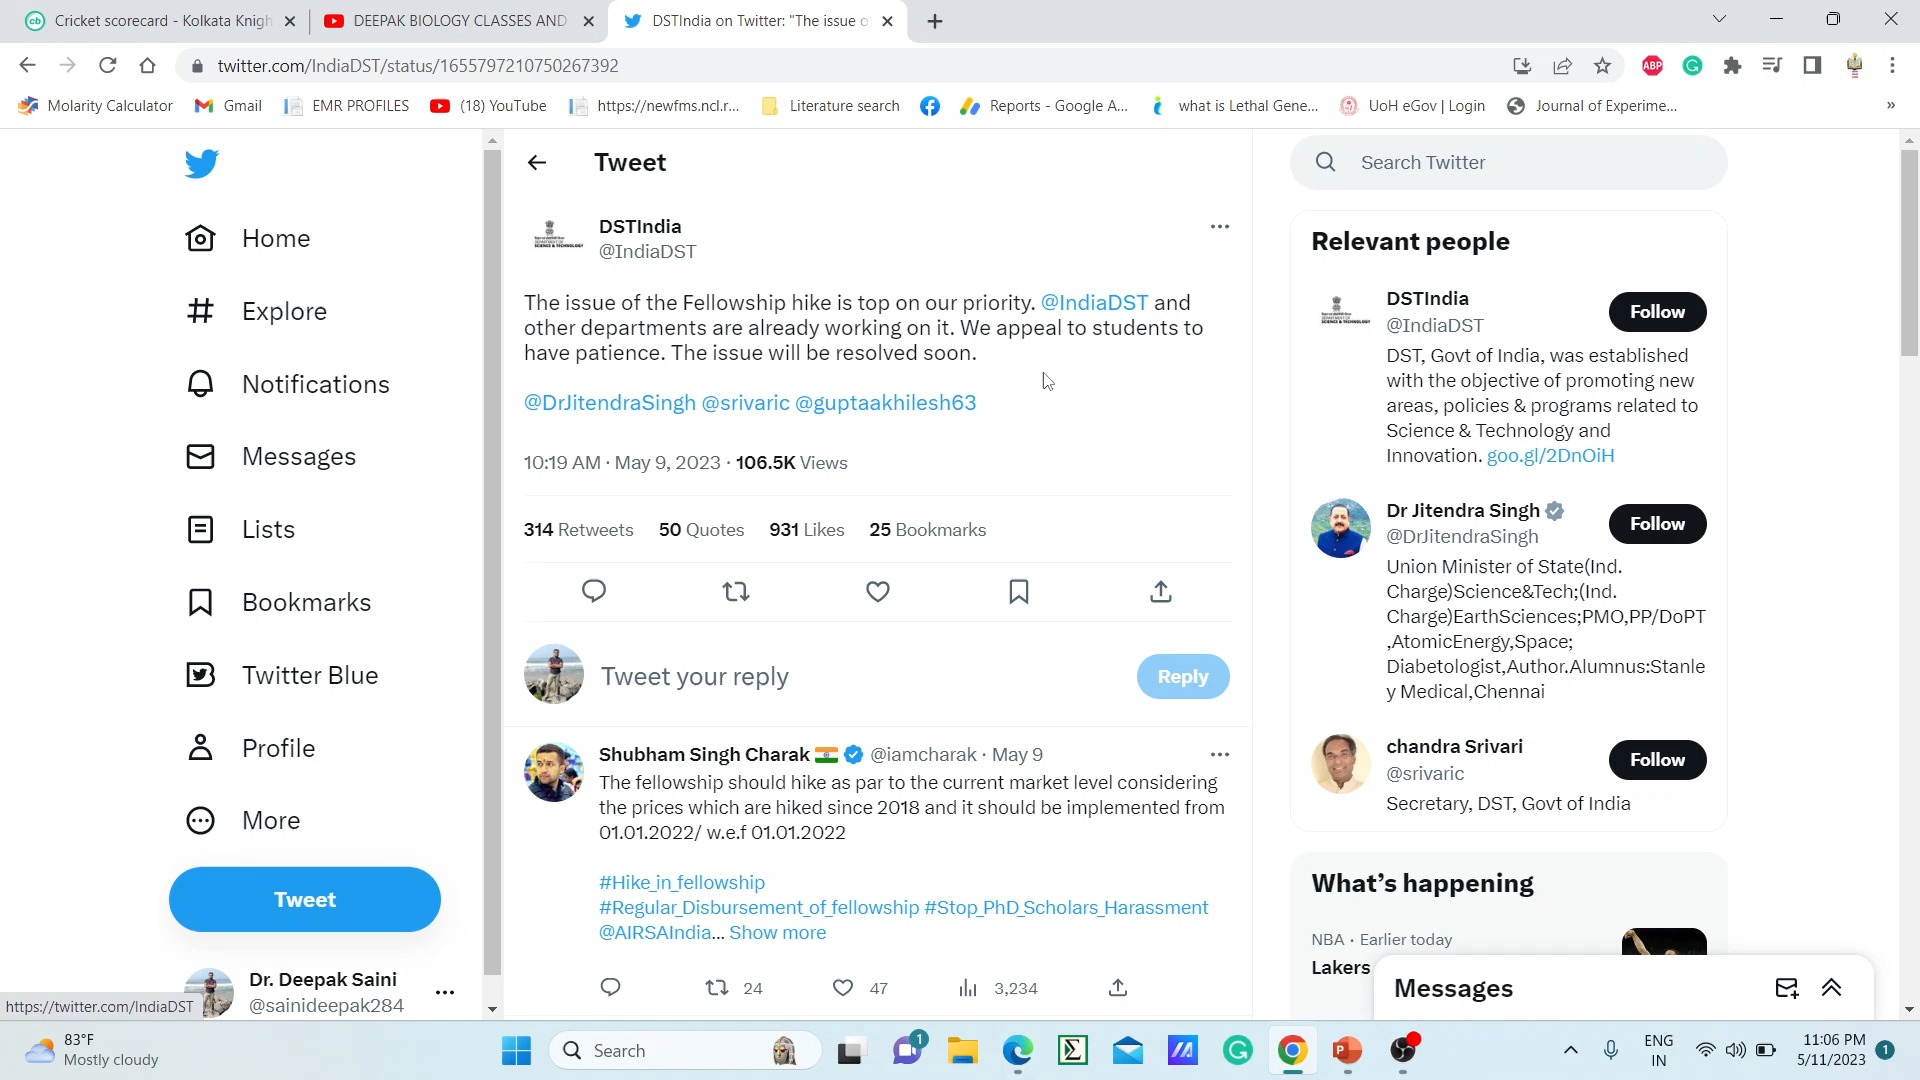 Cricket scorecard - Kolkata Knigh
DEEPAK BIOLOGY CLASSES AND
DSTIndia on Twitter: "The issue o
twitter.com/IndiaDST/status/1655797210750267392
ABP
Molarity Calculator
Gmail
EMR PROFILES
(18) YouTube
https://newfms.ncl.r...
Literature search
Reports - Google A...
what is Lethal Gene...
UoH eGov | Login
Journal of Experime...
»
Home
Explore
Notifications
Messages
Lists
Bookmarks
Twitter Blue
Profile
More
Tweet
Dr. Deepak Saini
@sainideepak284
https://twitter.com/IndiaDST
Tweet
DSTIndia
@IndiaDST
The issue of the Fellowship hike is top on our priority. @IndiaDST and
other departments are already working on it. We appeal to students to
have patience. The issue will be resolved soon.
@DrJitendraSingh @srivaric @guptaakhilesh63
10:19 AM · May 9, 2023 · 106.5K Views
314 Retweets 50 Quotes 931 Likes 25 Bookmarks
Tweet your reply
Reply
Shubham Singh Charak @iamcharak · May 9
The fellowship should hike as par to the current market level considering
the prices which are hiked since 2018 and it should be implemented from
01.01.2022/ w.e.f 01.01.2022
#Hike_in_fellowship
#Regular_Disbursement_of_fellowship #Stop_PhD_Scholars_Harassment
@AIRSAIndia... Show more
24 47 3,234
Search Twitter
Relevant people
DSTIndia
@IndiaDST
Follow
DST, Govt of India, was established
with the objective of promoting new
areas, policies & programs related to
Science & Technology and
Innovation. goo.gl/2DnOiH
Dr Jitendra Singh
@DrJitendraSingh
Follow
Union Minister of State(Ind.
Charge)Science&Tech;(Ind.
Charge)EarthSciences;PMO,PP/DoPT
,AtomicEnergy,Space;
Diabetologist,Author.Alumnus:Stanle
y Medical,Chennai
chandra Srivari
@srivaric
Follow
Secretary, DST, Govt of India
What's happening
NBA · Earlier today
Lakers
Messages
83°F
Mostly cloudy
Search
1
ENG
IN
11:06 PM
5/11/2023
1